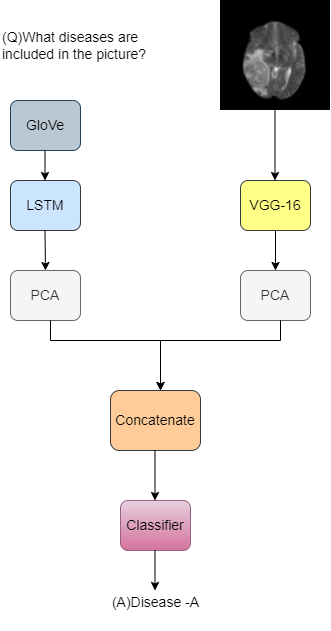 (Q)What diseases are
included in the picture?
GloVe
LSTM
VGG-16
PCA
PCA
Concatenate
Classifier
(A)Disease -A